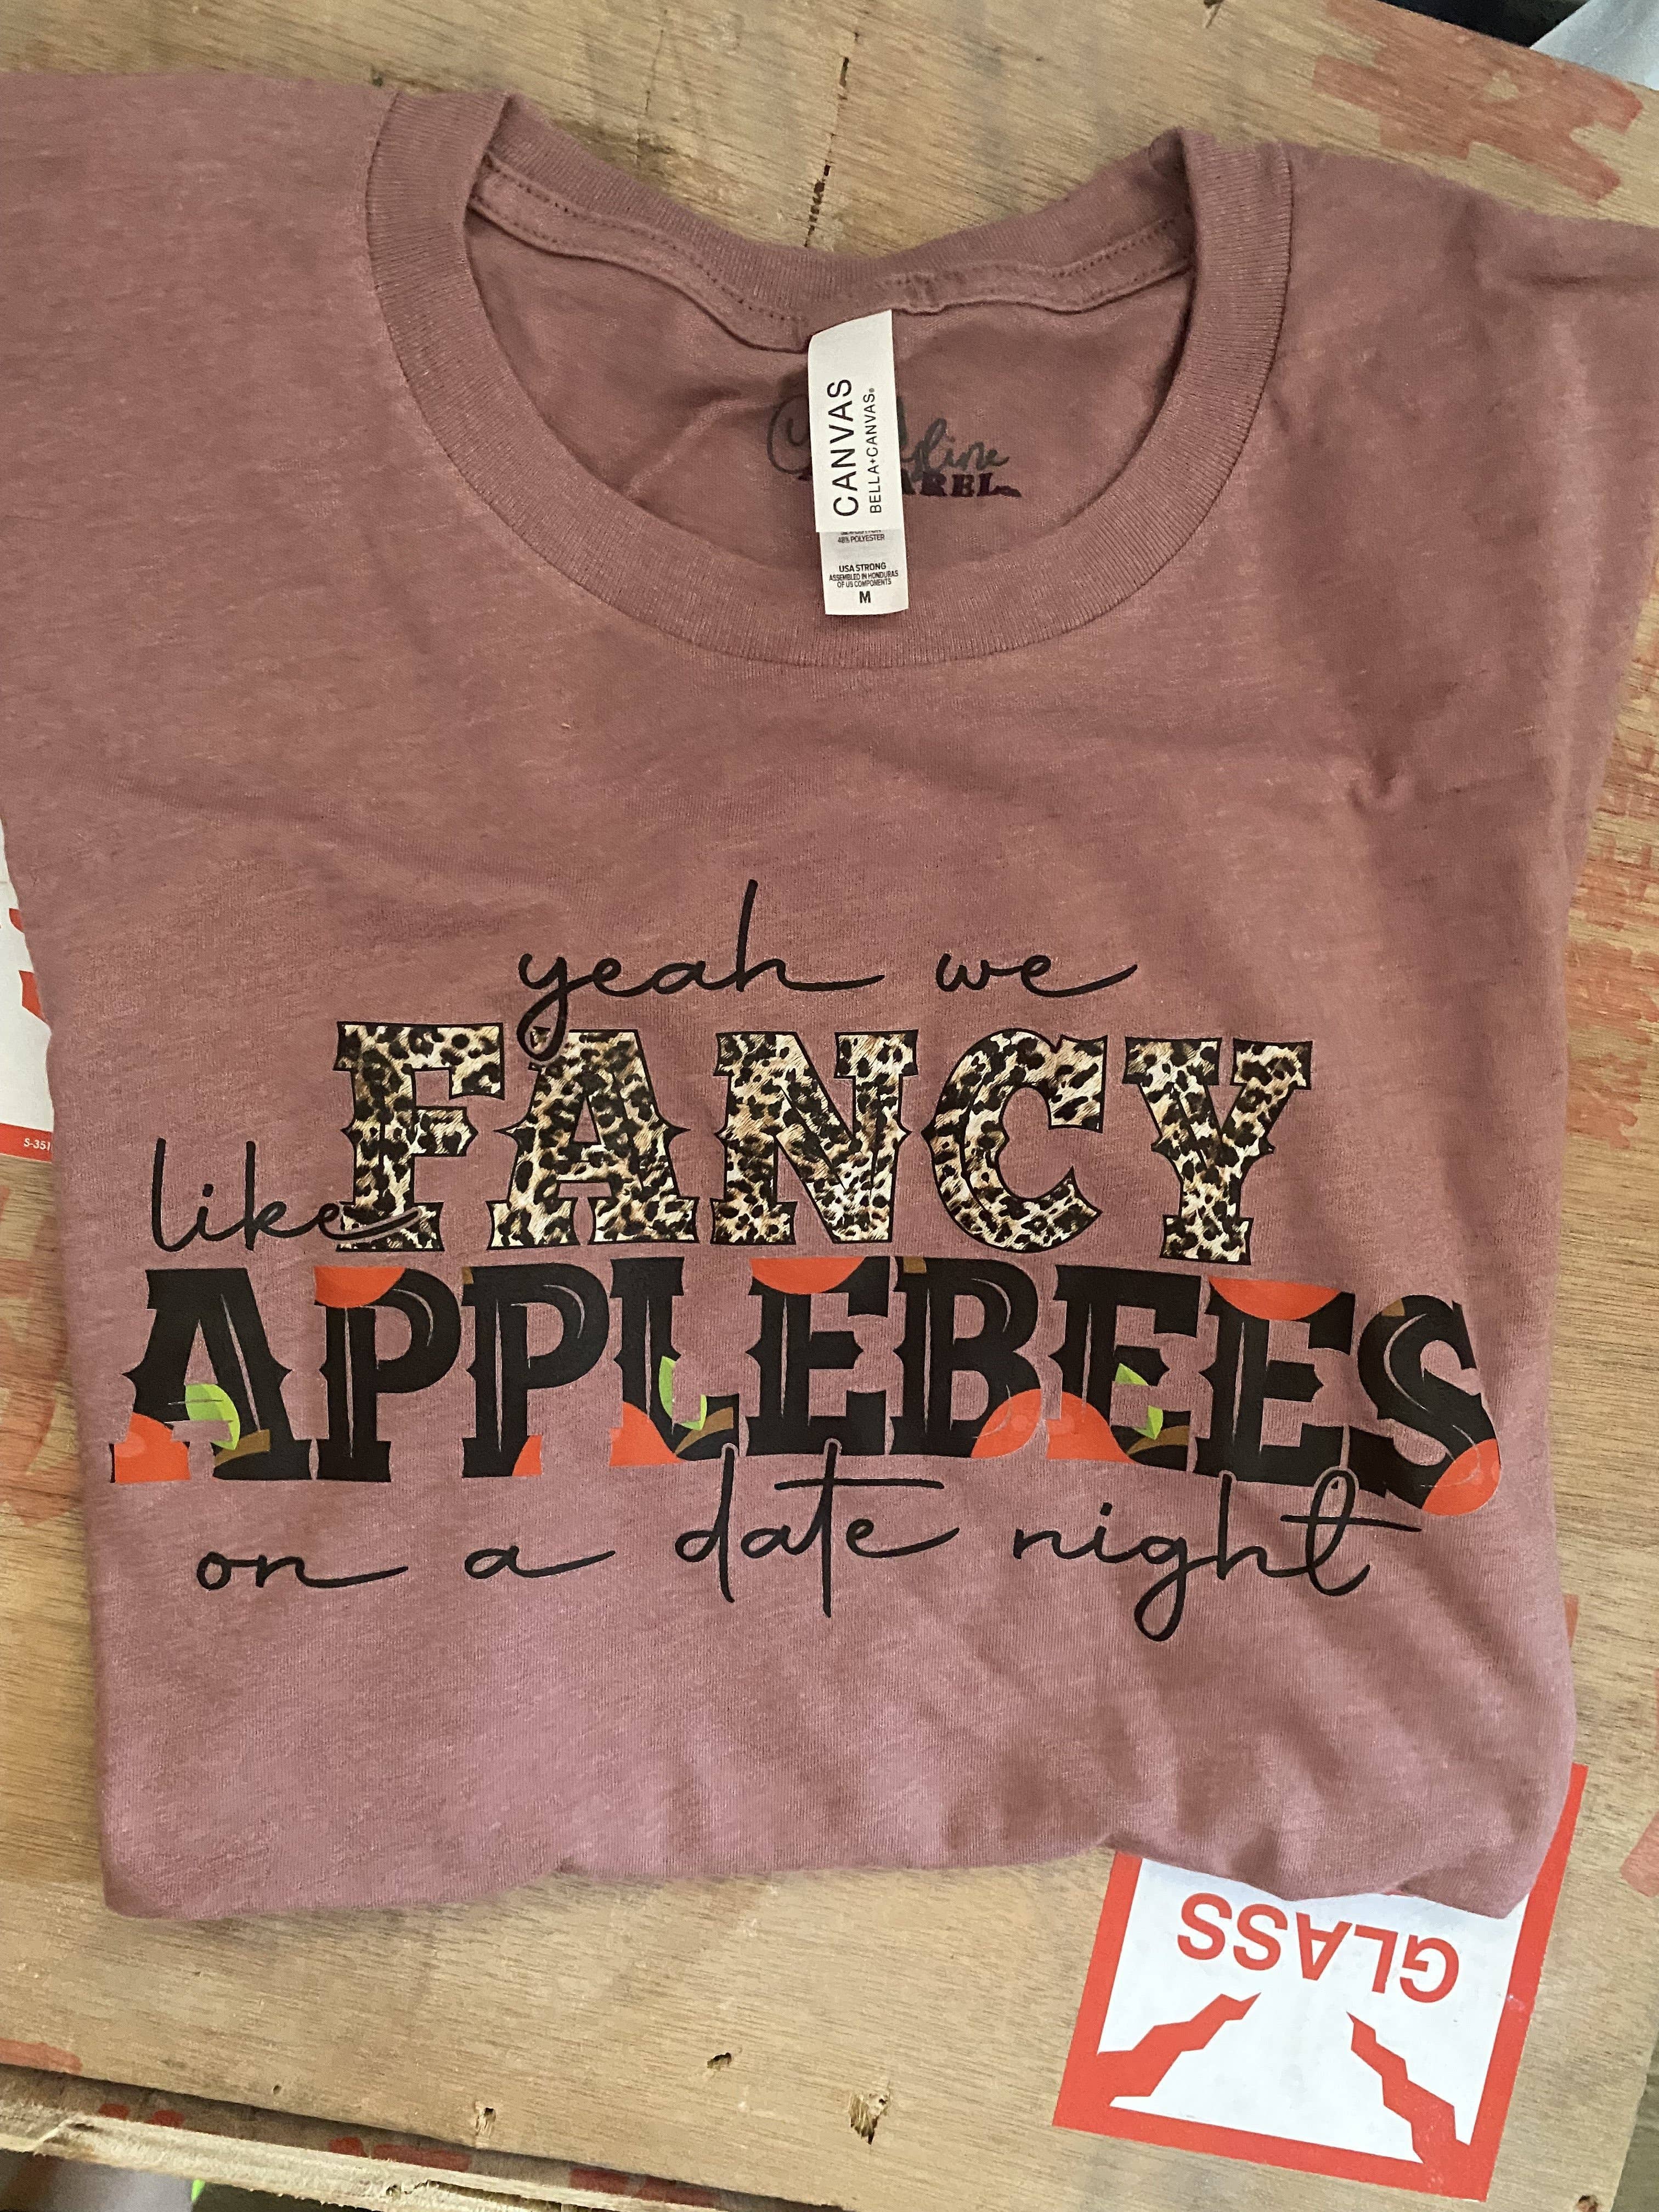 CANVAS
BELLA+CANVAS®
48% POLYESTER
USA STRONG
ASSEMBLED IN HONDURAS
OF US COMPONENTS
M
yeah we
FANCY
like
APPLEBEES
on a date night
S-351
GLASS